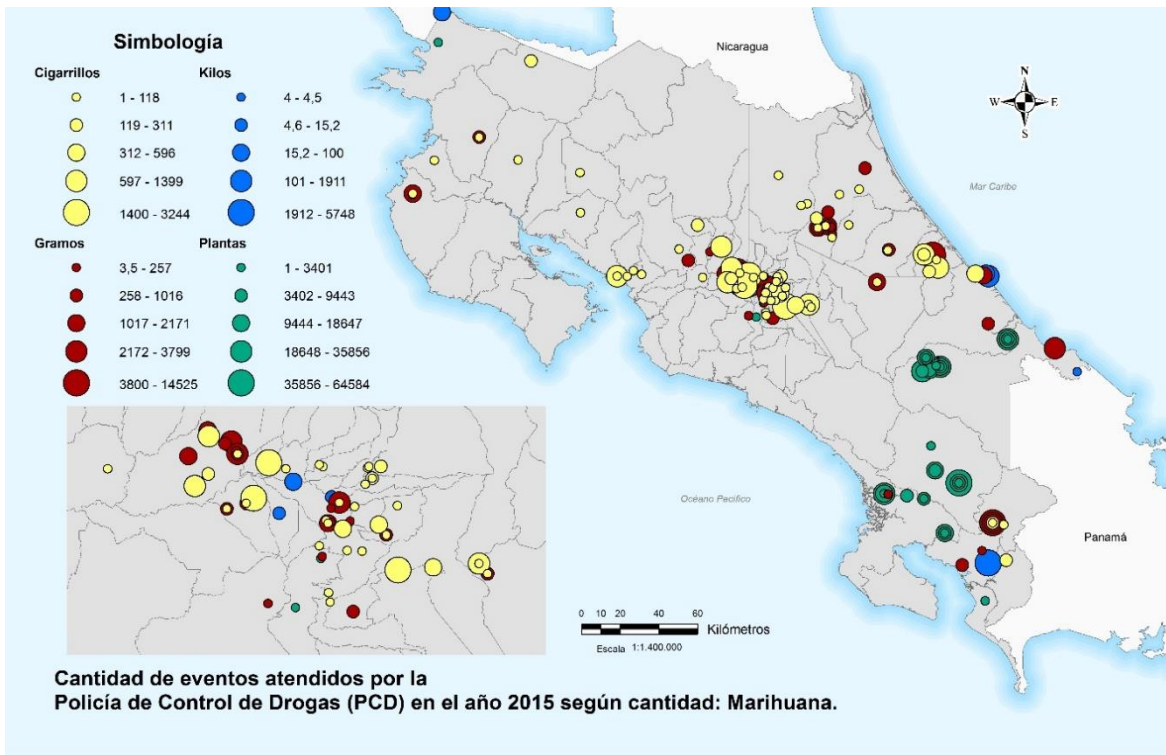 Simbología
Cigarrillos
1 - 118
119 - 311
312 - 596
597 - 1399
1400 - 3244
Kilos
4 - 4,5
4,6 - 15,2
15,2 - 100
101 - 1911
1912 - 5748
Gramos
3,5 - 257
258 - 1016
1017 - 2171
2172 - 3799
3800 - 14525
Plantas
1 - 3401
3402 - 9443
9444 - 18647
18648 - 35856
35856 - 64584
Nicaragua
N
W E
S
Mar Caribe
Océano Pacifico
Panamá
0 10 20 40 60
Kilómetros
Escala 1:1.400.000
Cantidad de eventos atendidos por la
Policía de Control de Drogas (PCD) en el año 2015 según cantidad: Marihuana.